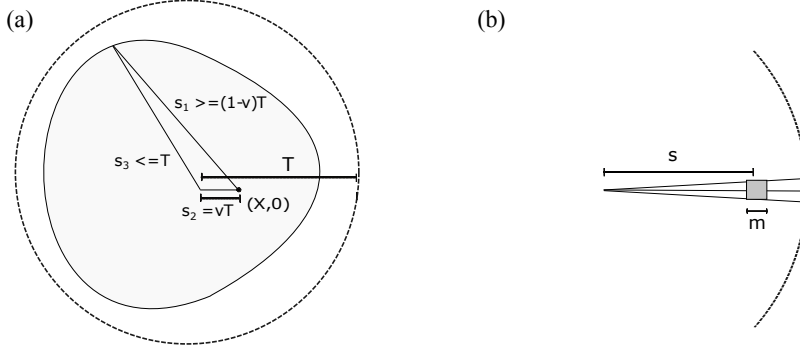 (a)
s1 >=(1-v)T
s3 <=T
T
s2 =vT
(X,0)
(b)
s
m